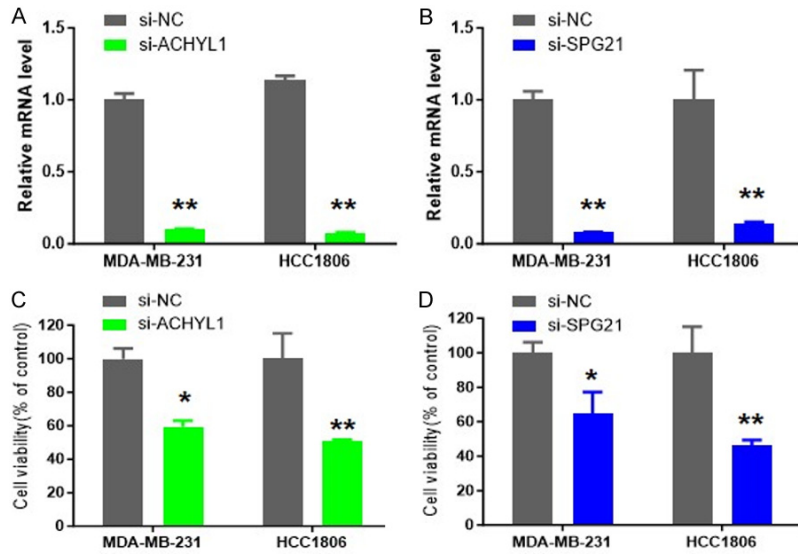 A
si-NC
si-ACHYL1
Relative mRNA level
1.5
1.0
0.5
0.0
**
**
MDA-MB-231 HCC1806
B
si-NC
si-SPG21
Relative mRNA level
1.5
1.0
0.5
0.0
**
**
MDA-MB-231 HCC1806
C
si-NC
si-ACHYL1
Cell viability(% of control)
120
100
80
60
40
20
0
*
**
MDA-MB-231 HCC1806
D
si-NC
si-SPG21
Cell viability(% of control)
120
100
80
60
40
20
0
*
**
MDA-MB-231 HCC1806